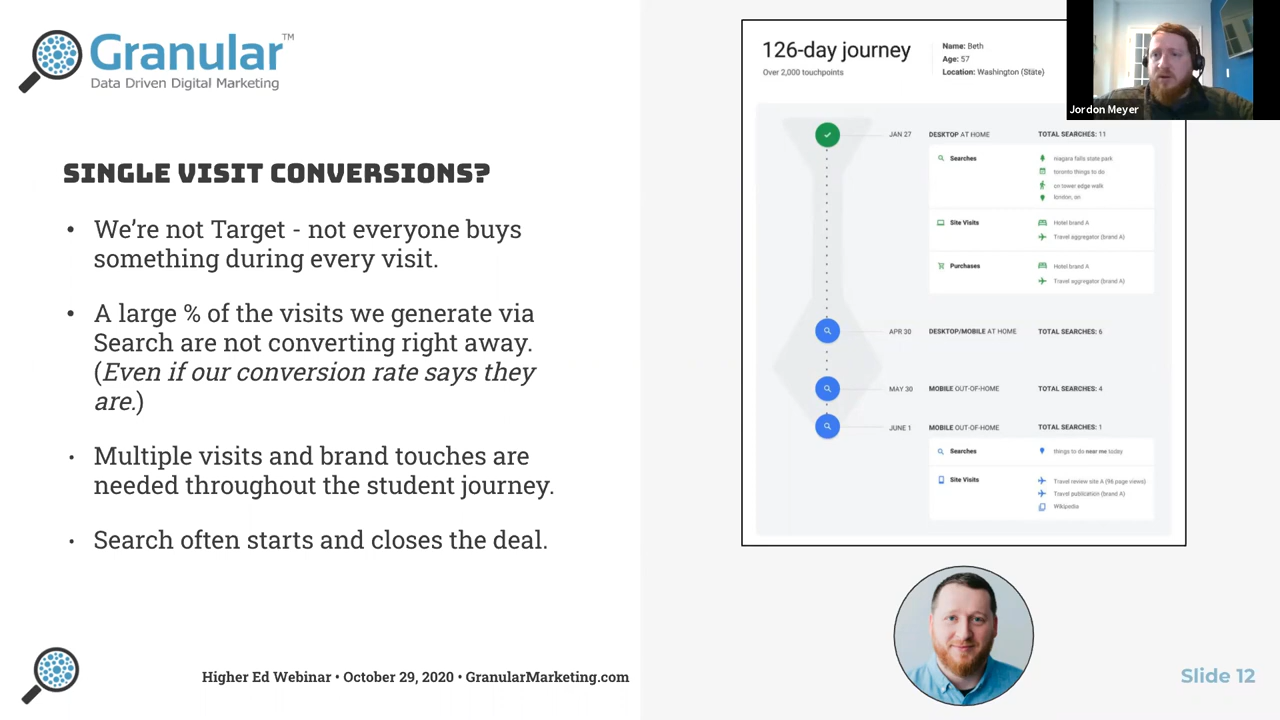 Granular™
Data Driven Digital Marketing
SINGLE VISIT CONVERSIONS?
• We're not Target - not everyone buys
something during every visit.
• A large % of the visits we generate via
Search are not converting right away.
(Even if our conversion rate says they
are.)
• Multiple visits and brand touches are
needed throughout the student journey.
• Search often starts and closes the deal.
Higher Ed Webinar • October 29, 2020 • GranularMarketing.com
126-day journey
Over 2,000 touchpoints
Name: Beth
Age: 57
Location: Washington (State)
Jordon Meyer
JAN 27 DESKTOP AT HOME TOTAL SEARCHES: 11
Searches niagara falls state park
toronto things to do
cn tower edge walk
london, on
Site Visits Hotel brand A
Travel aggregator (brand A)
Purchases Hotel brand A
Travel aggregator (brand A)
APR 30 DESKTOP/MOBILE AT HOME TOTAL SEARCHES: 6
MAY 30 MOBILE OUT-OF-HOME TOTAL SEARCHES: 4
JUNE 1 MOBILE OUT-OF-HOME TOTAL SEARCHES: 1
Searches things to do near me today
Site Visits Travel review site A (96 page views)
Travel publication (brand A)
Wikipedia
Slide 12